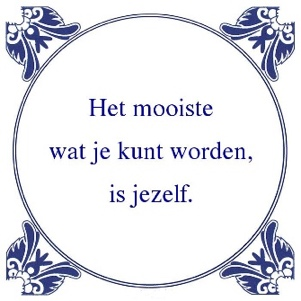 Het mooiste
wat je kunt worden,
is jezelf.